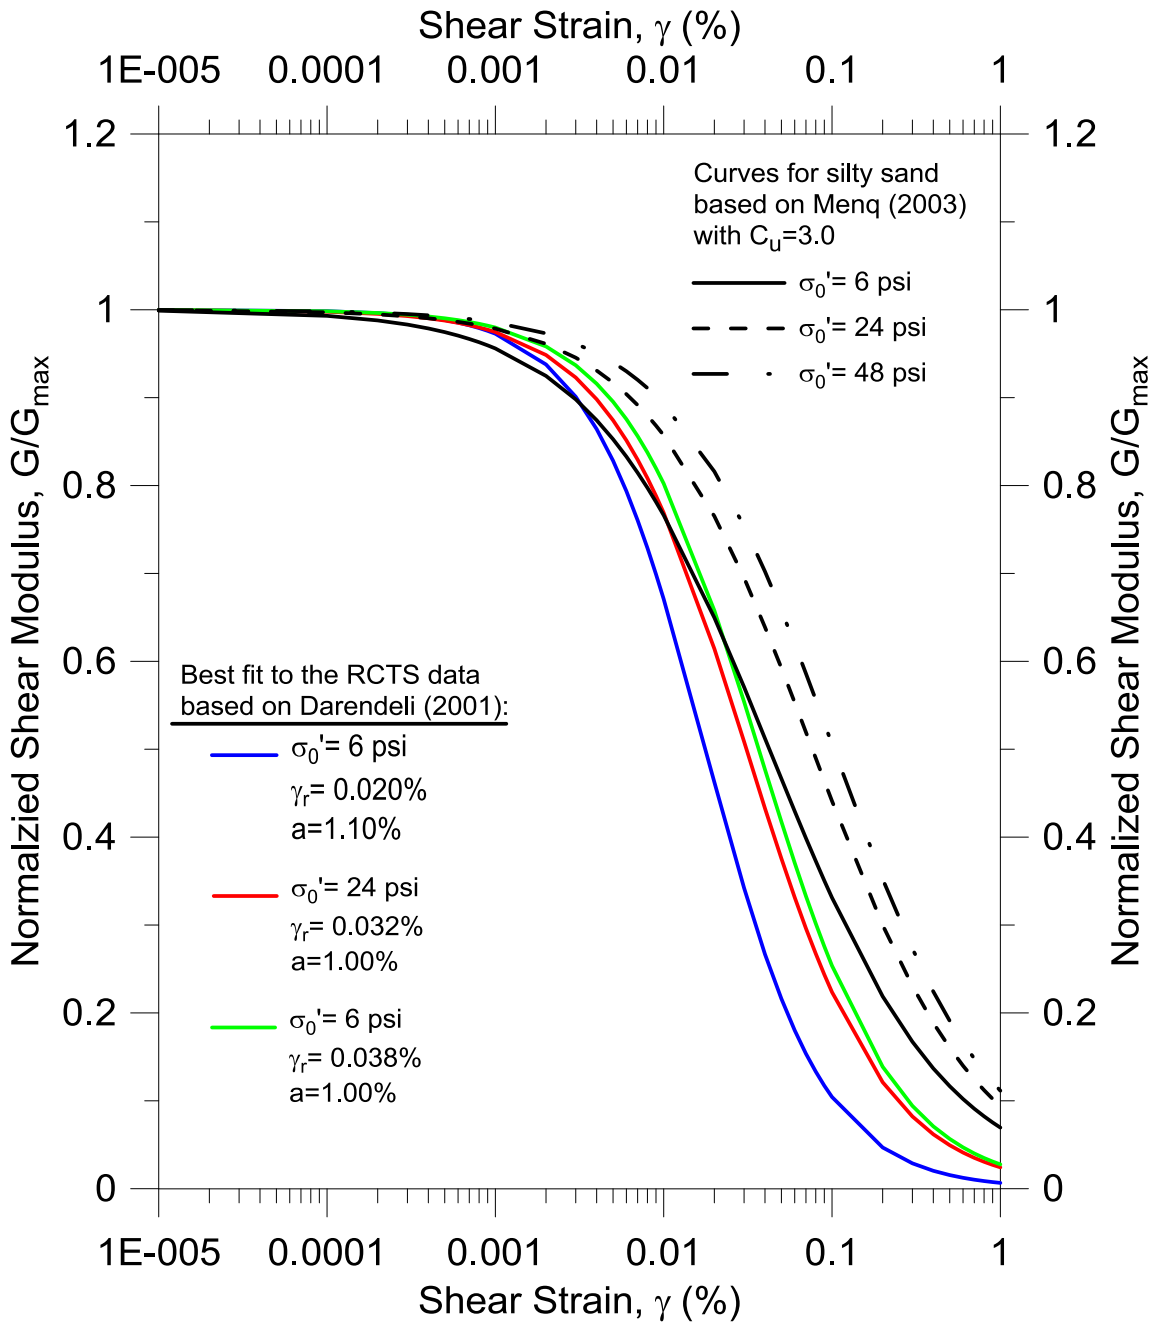 Shear Strain, γ (%)
1E-005 0.0001 0.001 0.01 0.1 1
1.2 1.2
Curves for silty sand
based on Menq (2003)
with Cu=3.0
σ0'= 6 psi
σ0'= 24 psi
σ0'= 48 psi
1 1
0.8 0.8
0.6 0.6
0.4 0.4
0.2 0.2
0 0
Normalzied Shear Modulus, G/Gmax
Normalized Shear Modulus, G/Gmax
Best fit to the RCTS data
based on Darendeli (2001):
σ0'= 6 psi
γr= 0.020%
a=1.10%
σ0'= 24 psi
γr= 0.032%
a=1.00%
σ0'= 6 psi
γr= 0.038%
a=1.00%
1E-005 0.0001 0.001 0.01 0.1 1
Shear Strain, γ (%)